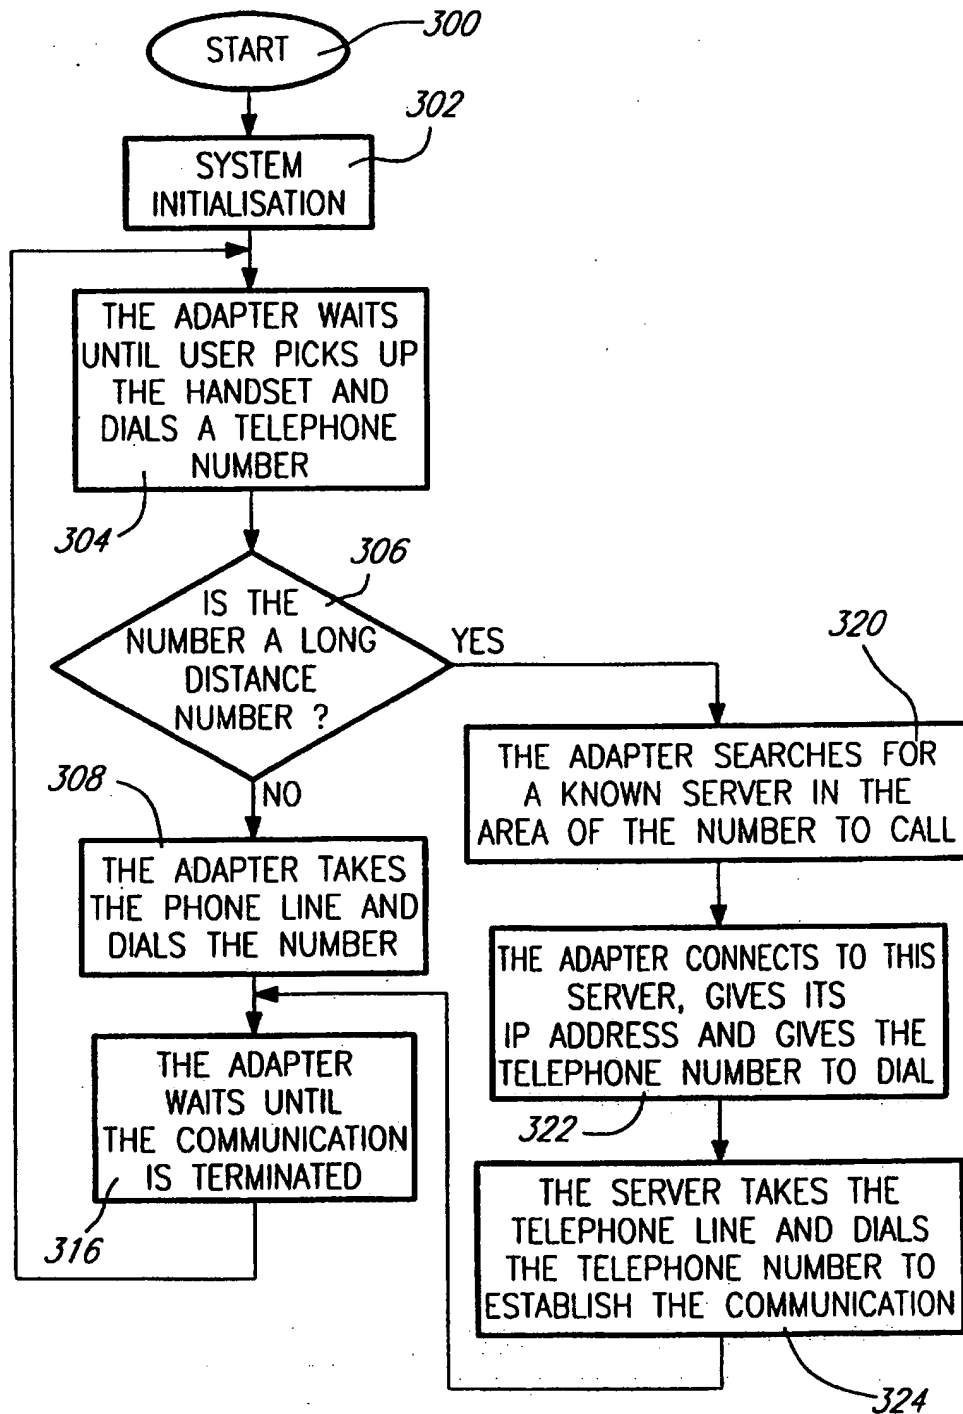 START
300
302
SYSTEM
INITIALISATION
THE ADAPTER WAITS
UNTIL USER PICKS UP
THE HANDSET AND
DIALS A TELEPHONE
NUMBER
304
306
IS THE
NUMBER A LONG
DISTANCE
NUMBER ?
YES
NO
308
THE ADAPTER TAKES
THE PHONE LINE AND
DIALS THE NUMBER
THE ADAPTER
WAITS UNTIL
THE COMMUNICATION
IS TERMINATED
316
320
THE ADAPTER SEARCHES FOR
A KNOWN SERVER IN THE
AREA OF THE NUMBER TO CALL
THE ADAPTER CONNECTS TO THIS
SERVER, GIVES ITS
IP ADDRESS AND GIVES THE
TELEPHONE NUMBER TO DIAL
322
THE SERVER TAKES THE
TELEPHONE LINE AND DIALS
THE TELEPHONE NUMBER TO
ESTABLISH THE COMMUNICATION
324